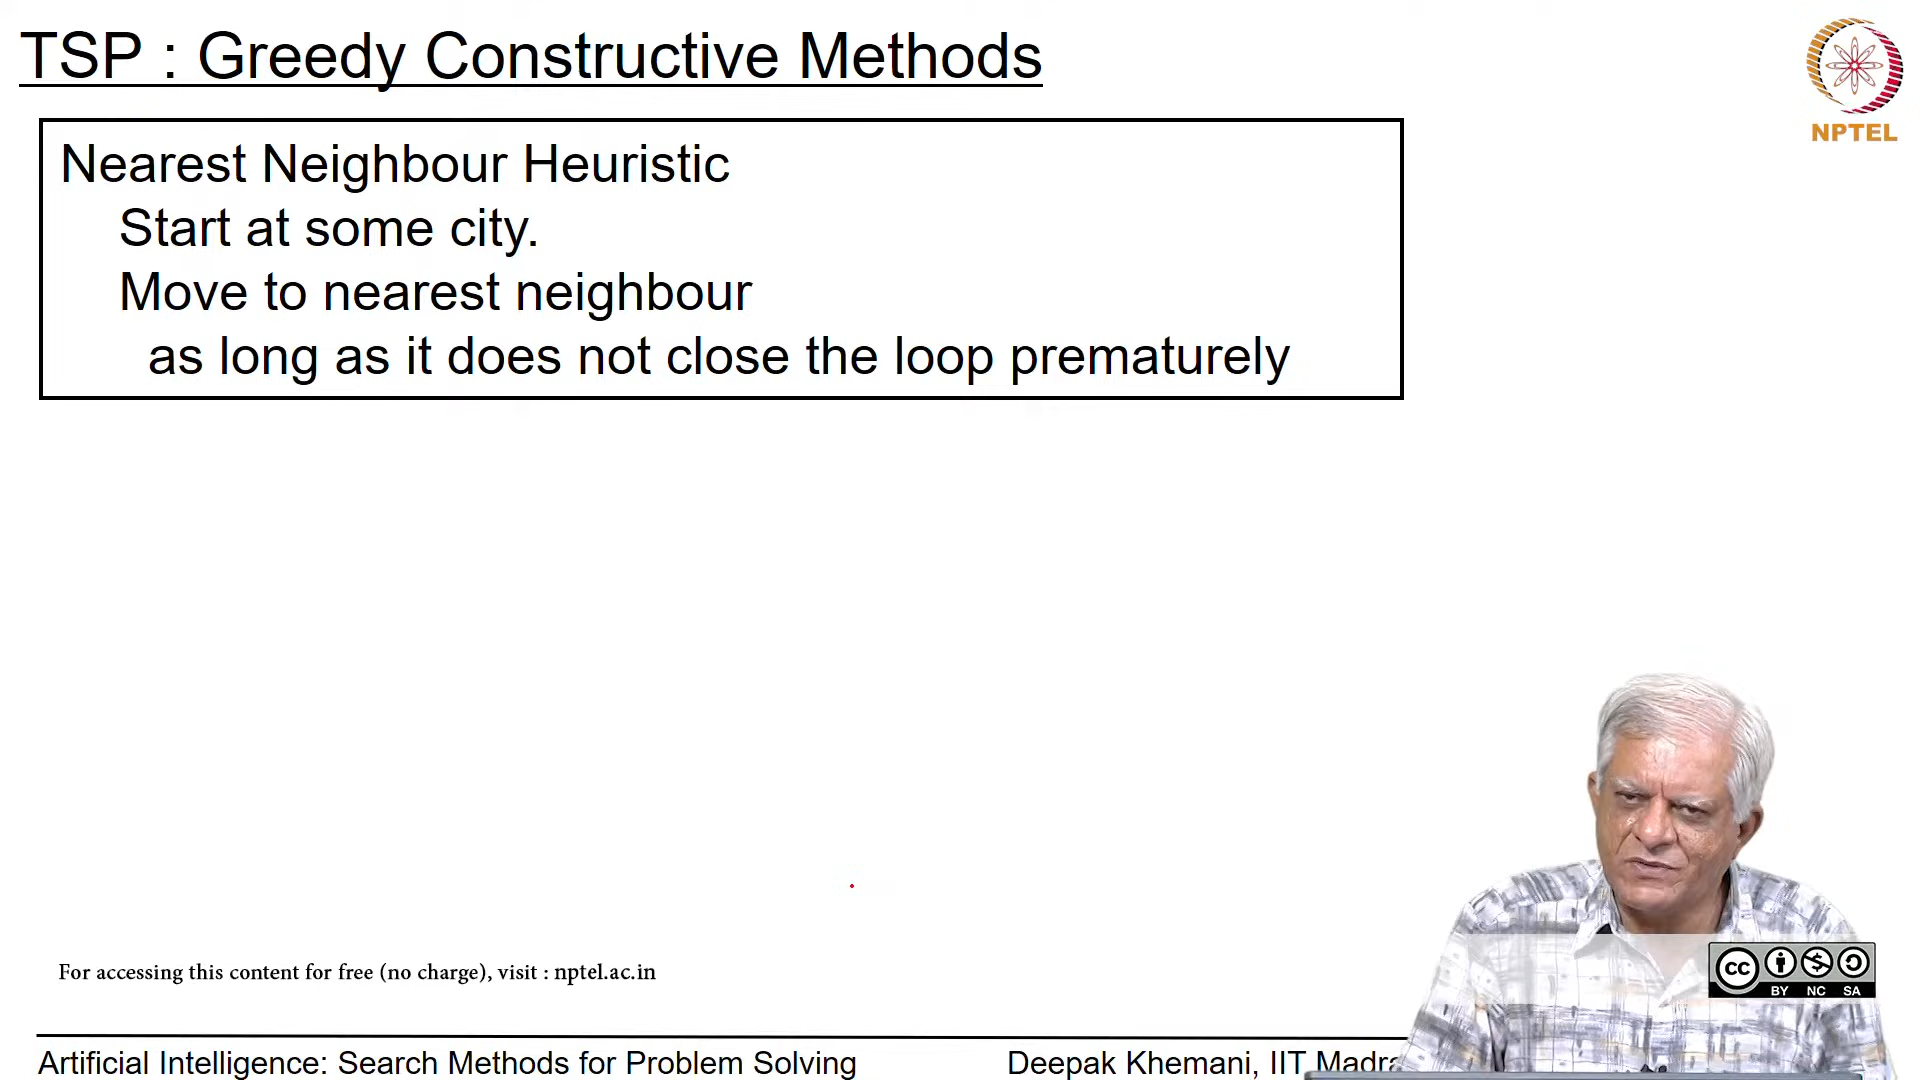 TSP : Greedy Constructive Methods
NPTEL
Nearest Neighbour Heuristic
Start at some city.
Move to nearest neighbour
as long as it does not close the loop prematurely
For accessing this content for free (no charge), visit : nptel.ac.in
CC BY NC SA
Artificial Intelligence: Search Methods for Problem Solving
Deepak Khemani, IIT Madra